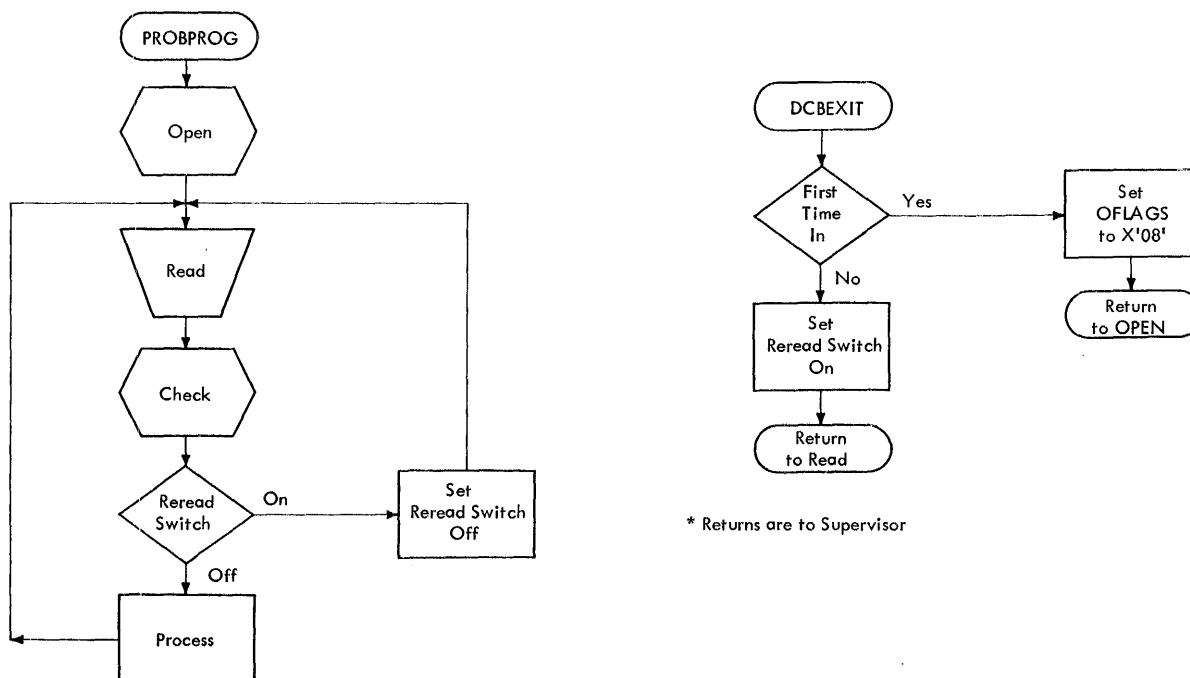 PROBPROG
Open
Read
Check
Reread
Switch
On
Set
Reread Switch
Off
Off
Process
DCBEXIT
First
Time
In
Yes
Set
OFLAGS
to X'08'
Return
to OPEN
No
Set
Reread Switch
On
Return
to Read
* Returns are to Supervisor